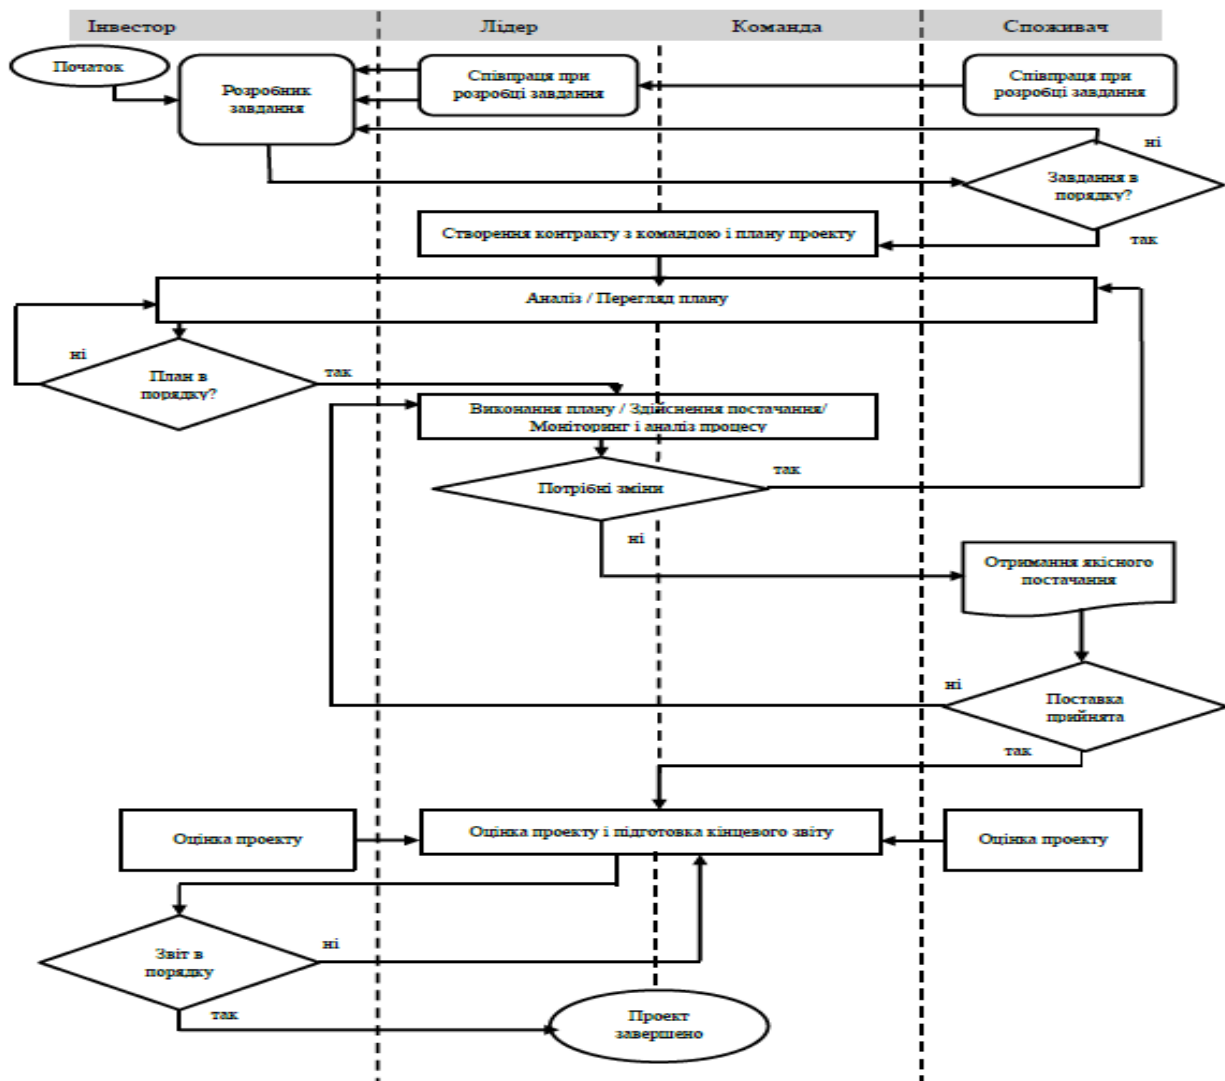 Інвестор
Лідер
Команда
Споживач
Початок
Розробник
завдання
Співпраця при
розробці завдання
Співпраця при
розробці завдання
ні
Завдання в
порядку?
так
Створення контракту з командою і плану проекту
Аналіз / Перегляд плану
ні
План в
порядку?
так
Виконання плану / Здійснення постачання/
Моніторинг і аналіз процесу
Потрібні зміни
так
ні
Отримання якісного
постачання
ні
Поставка
прийнята
так
Оцінка проекту
Оцінка проекту і підготовка кінцевого звіту
Оцінка проекту
Звіт в
порядку
ні
так
Проект
завершено